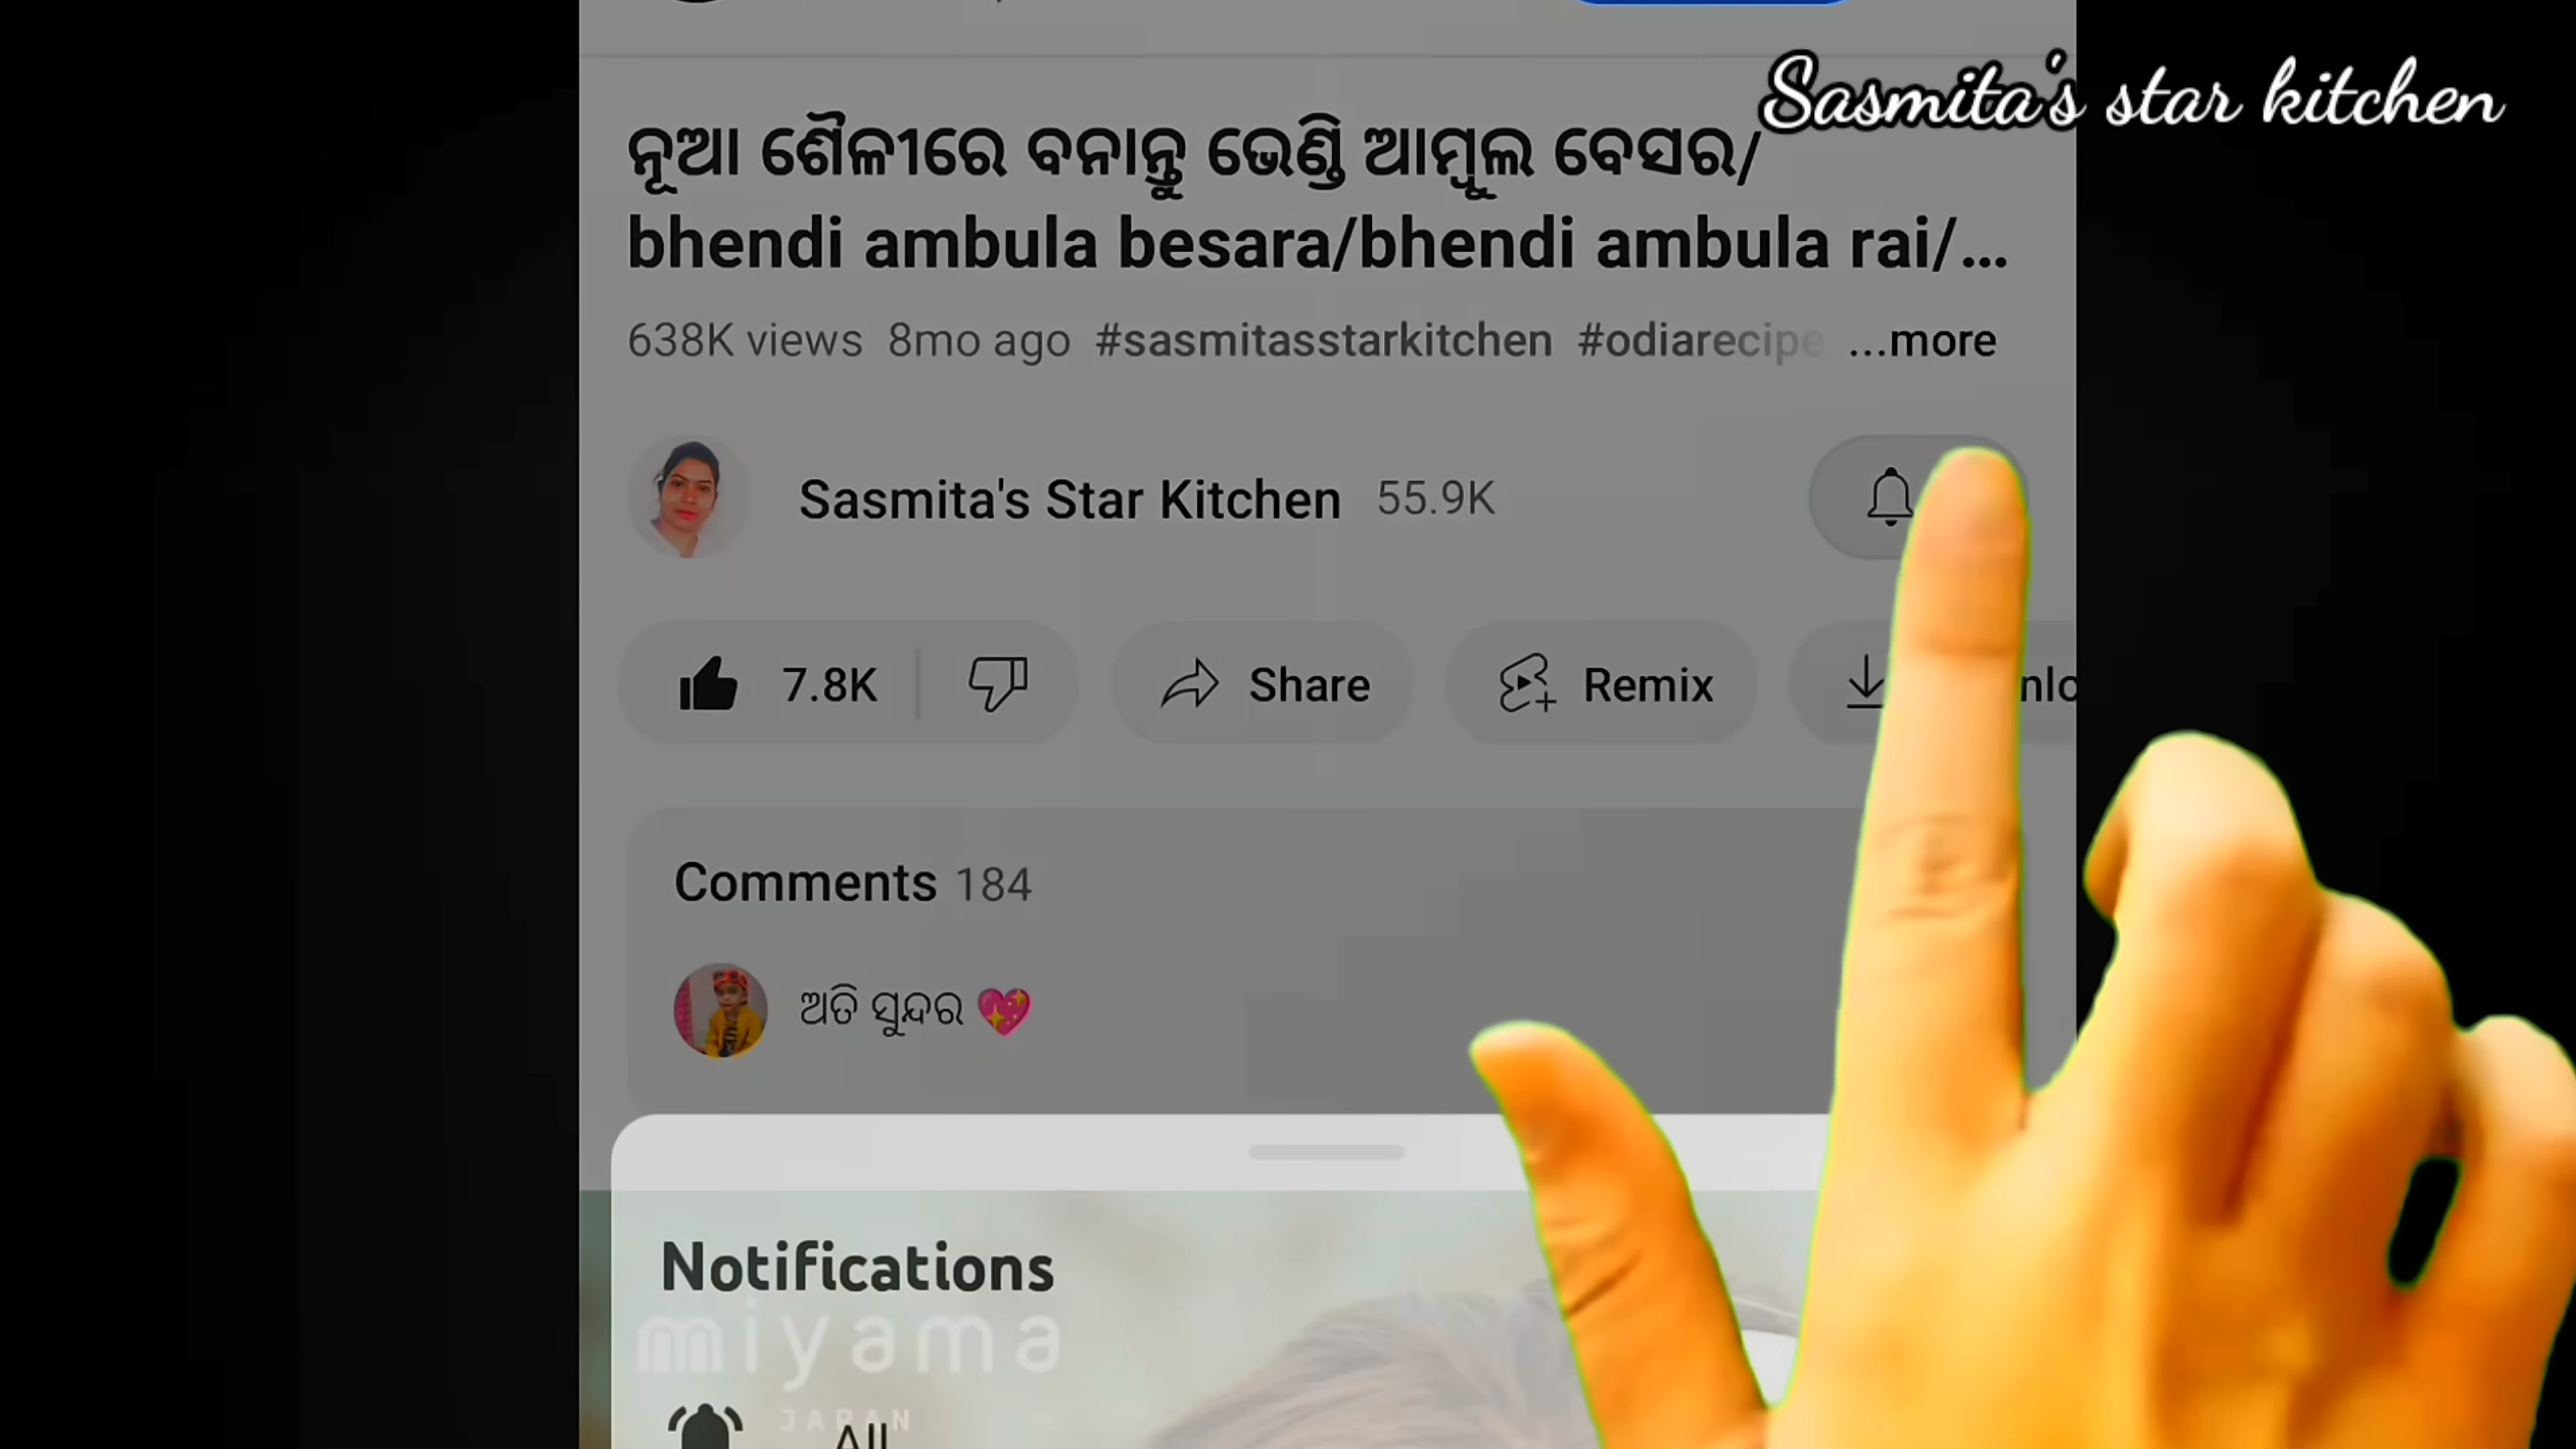 Sasmita's star kitchen
ନୂଆ ଶୈଳୀରେ ବନାନ୍ତୁ ଭେଣ୍ଡି ଆମ୍ବୁଲ ବେସର/
bhendi ambula besara/bhendi ambula rai/...
638K views 8mo ago #sasmitasstarkitchen #odiarecipe ...more
Sasmita's Star Kitchen 55.9K
7.8K Share Remix
Comments 184
ଅତି ସୁନ୍ଦର 💖
Notifications
miyama
JAPAN
All